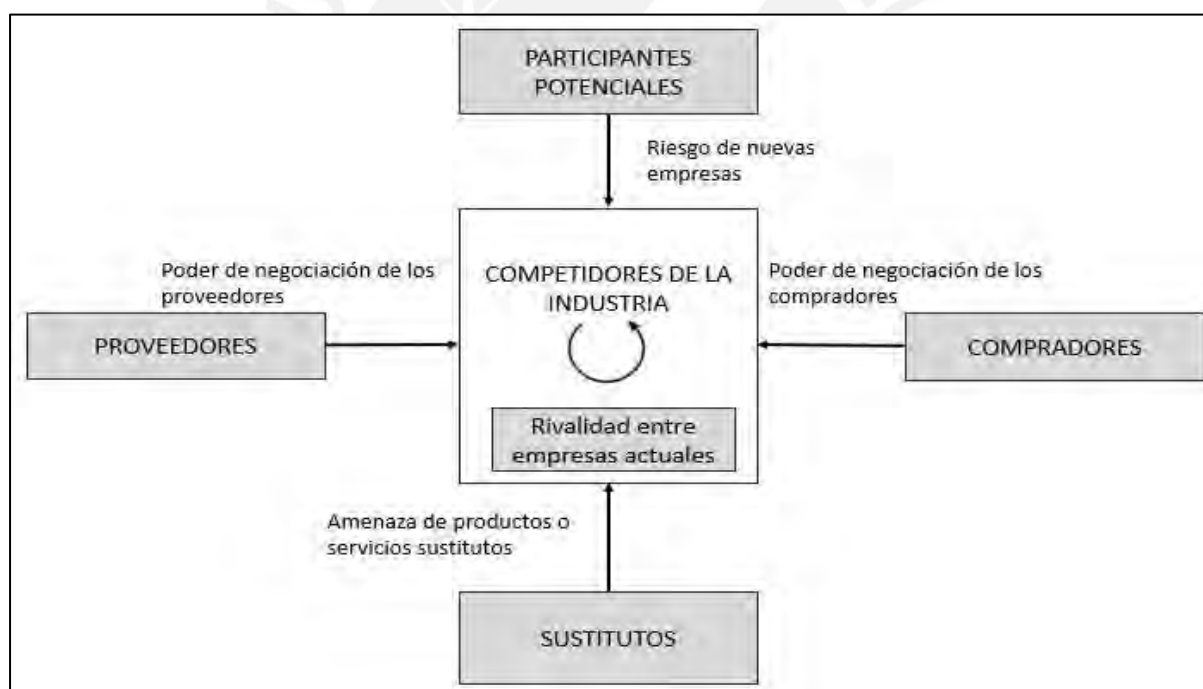 PARTICIPANTES
POTENCIALES
Riesgo de nuevas
empresas
Poder de negociación de los
proveedores
PROVEEDORES
COMPETIDORES DE LA
INDUSTRIA
Rivalidad entre
empresas actuales
Poder de negociación de los
compradores
COMPRADORES
Amenaza de productos o
servicios sustitutos
SUSTITUTOS